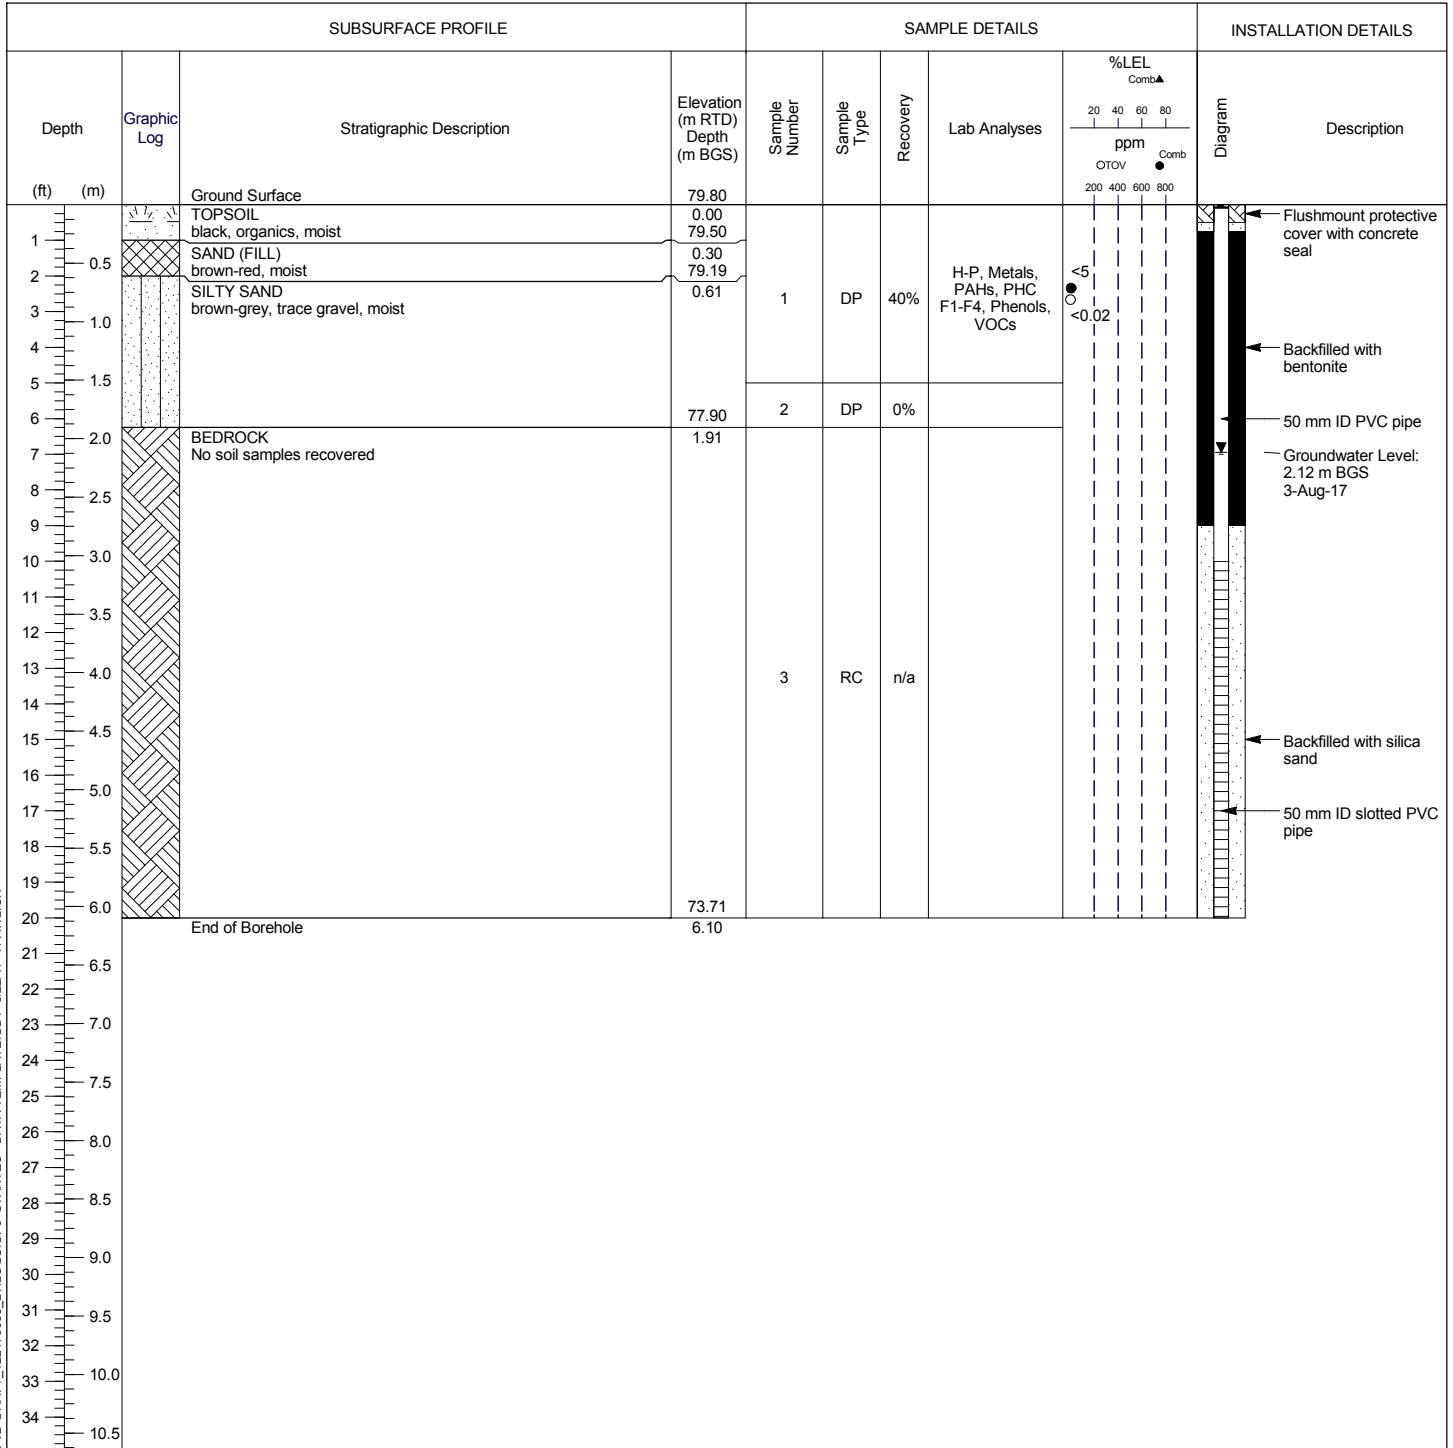 SUBSURFACE PROFILE
SAMPLE DETAILS
INSTALLATION DETAILS
Depth
(ft) (m)
Graphic
Log
Stratigraphic Description
Elevation
(m RTD)
Depth
(m BGS)
Sample
Number
Sample
Type
Recovery
Lab Analyses
%LEL
Comb▲
20 40 60 80
ppm
OTOV ● Comb
200 400 600 800
Diagram
Description
Ground Surface 79.80
TOPSOIL 0.00
black, organics, moist 79.50
SAND (FILL) 0.30
brown-red, moist 79.19
SILTY SAND 0.61
brown-grey, trace gravel, moist
77.90
BEDROCK 1.91
No soil samples recovered
73.71
End of Borehole 6.10
1 DP 40%
H-P, Metals,
PAHs, PHC
F1-F4, Phenols,
VOCs
<5
<0.02
2 DP 0%
3 RC n/a
Flushmount protective
cover with concrete
seal
Backfilled with
bentonite
50 mm ID PVC pipe
Groundwater Level:
2.12 m BGS
3-Aug-17
Backfilled with silica
sand
50 mm ID slotted PVC
pipe
1
0.5
2
3
1.0
4
5
1.5
6
2.0
7
8
2.5
9
3.0
10
11
3.5
12
13
4.0
14
4.5
15
16
5.0
17
18
5.5
19
6.0
20
21
6.5
22
23
7.0
24
7.5
25
26
8.0
27
28
8.5
29
9.0
30
31
9.5
32
33
10.0
34
10.5